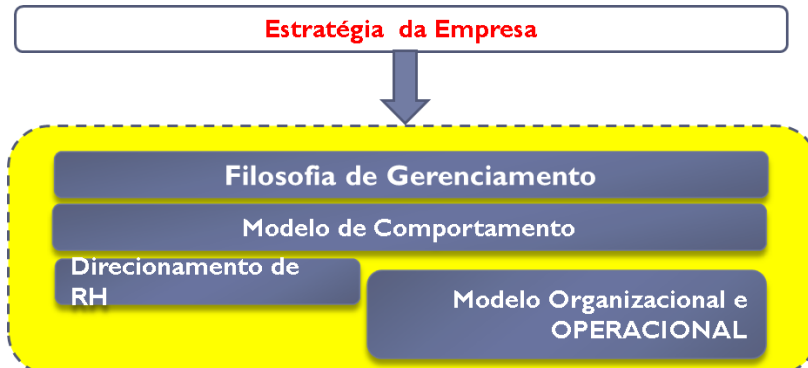 Estratégia da Empresa
Filosofia de Gerenciamento
Modelo de Comportamento
Direcionamento de
RH
Modelo Organizacional e
OPERACIONAL